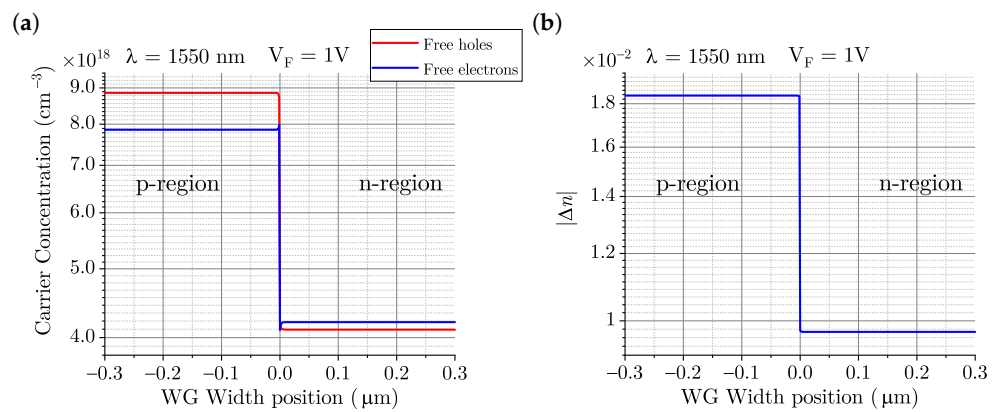 (a)
×10¹⁸ λ = 1550 nm V_F = 1V
Free holes
Free electrons
Carrier Concentration (cm⁻³)
9.0
8.0
7.0
6.0
5.0
4.0
p-region
n-region
−0.3 −0.2 −0.1 0.0 0.1 0.2 0.3
WG Width position (μm)
(b)
×10⁻² λ = 1550 nm V_F = 1V
|Δn|
1.8
1.6
1.4
1.2
1
p-region
n-region
−0.3 −0.2 −0.1 0.0 0.1 0.2 0.3
WG Width position (μm)